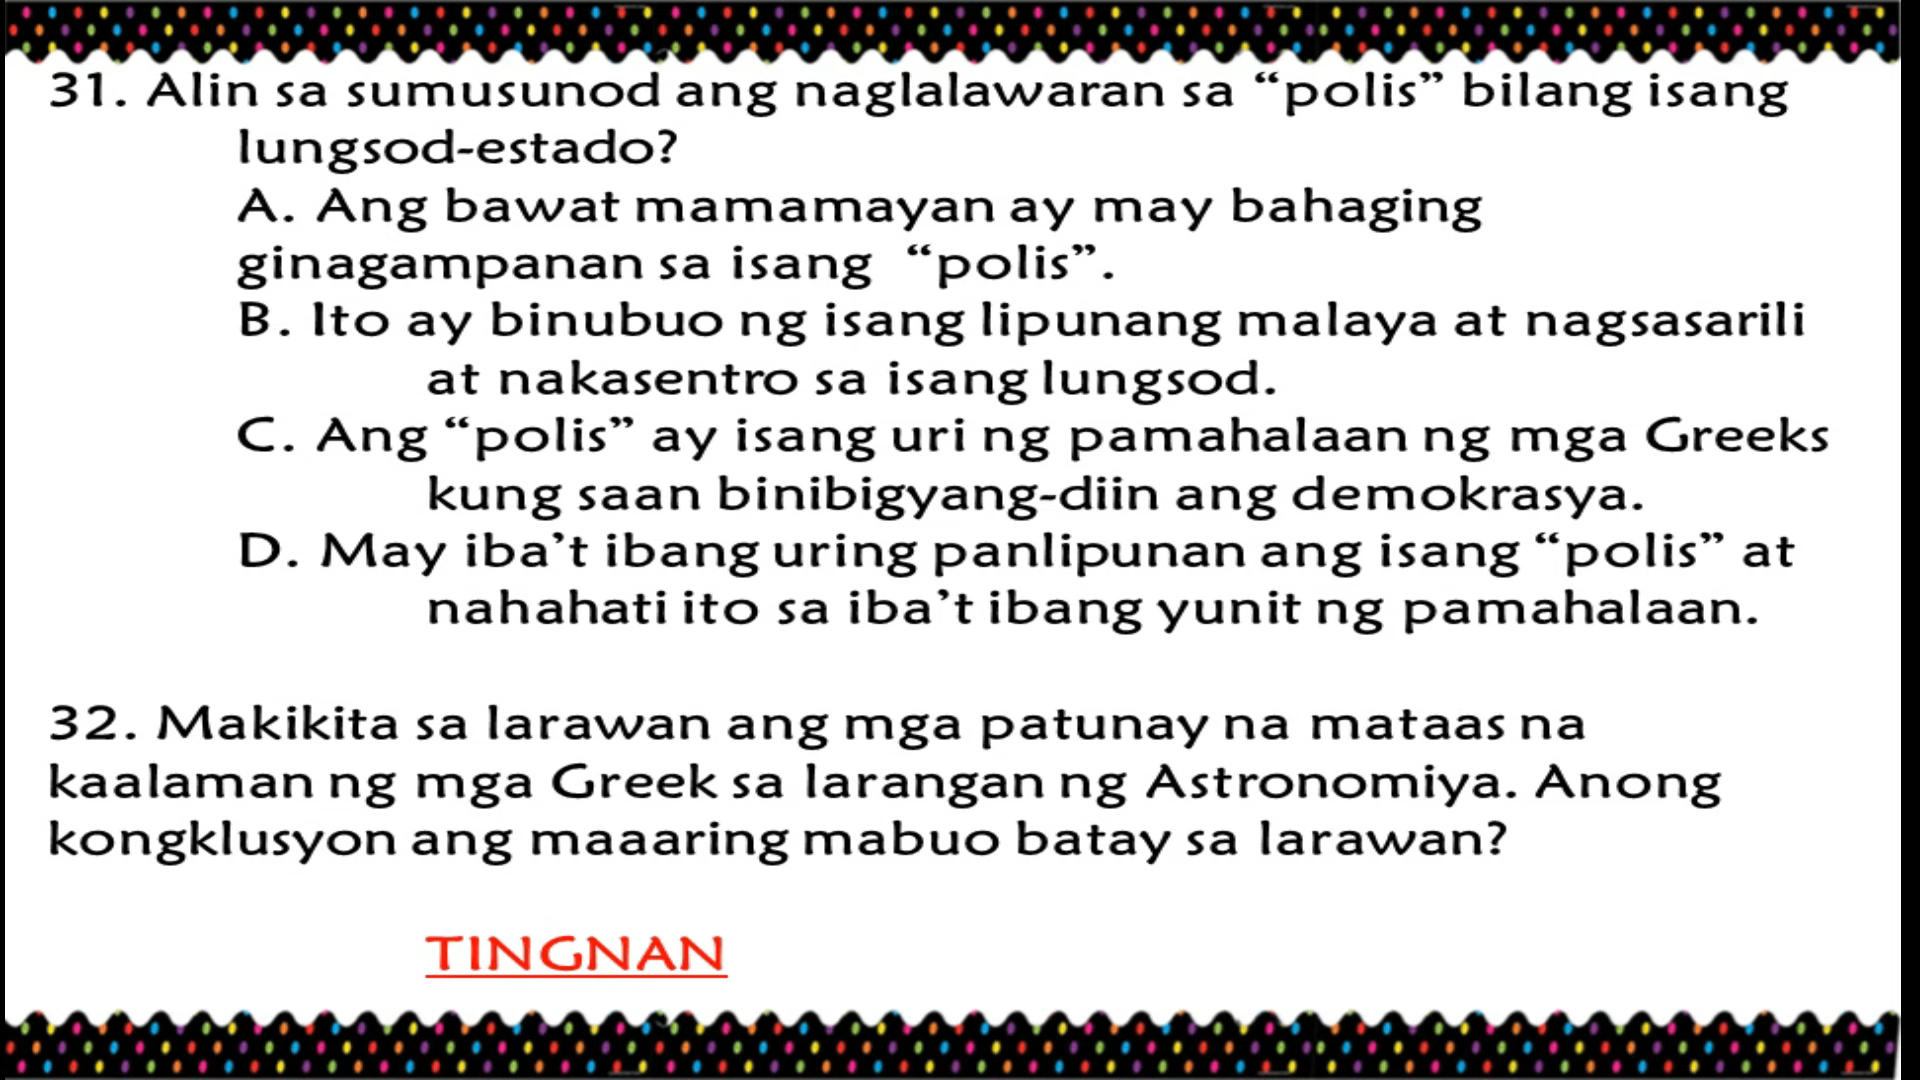 31. Alin sa sumusunod ang naglalawaran sa “polis” bilang isang
lungsod-estado?
A. Ang bawat mamamayan ay may bahaging
ginagampanan sa isang “polis”.
B. Ito ay binubuo ng isang lipunang malaya at nagsasarili
at nakasentro sa isang lungsod.
C. Ang “polis” ay isang uri ng pamahalaan ng mga Greeks
kung saan binibigyang-diin ang demokrasya.
D. May iba’t ibang uring panlipunan ang isang “polis” at
nahahati ito sa iba’t ibang yunit ng pamahalaan.
32. Makikita sa larawan ang mga patunay na mataas na
kaalaman ng mga Greek sa larangan ng Astronomiya. Anong
kongklusyon ang maaaring mabuo batay sa larawan?
TINGNAN